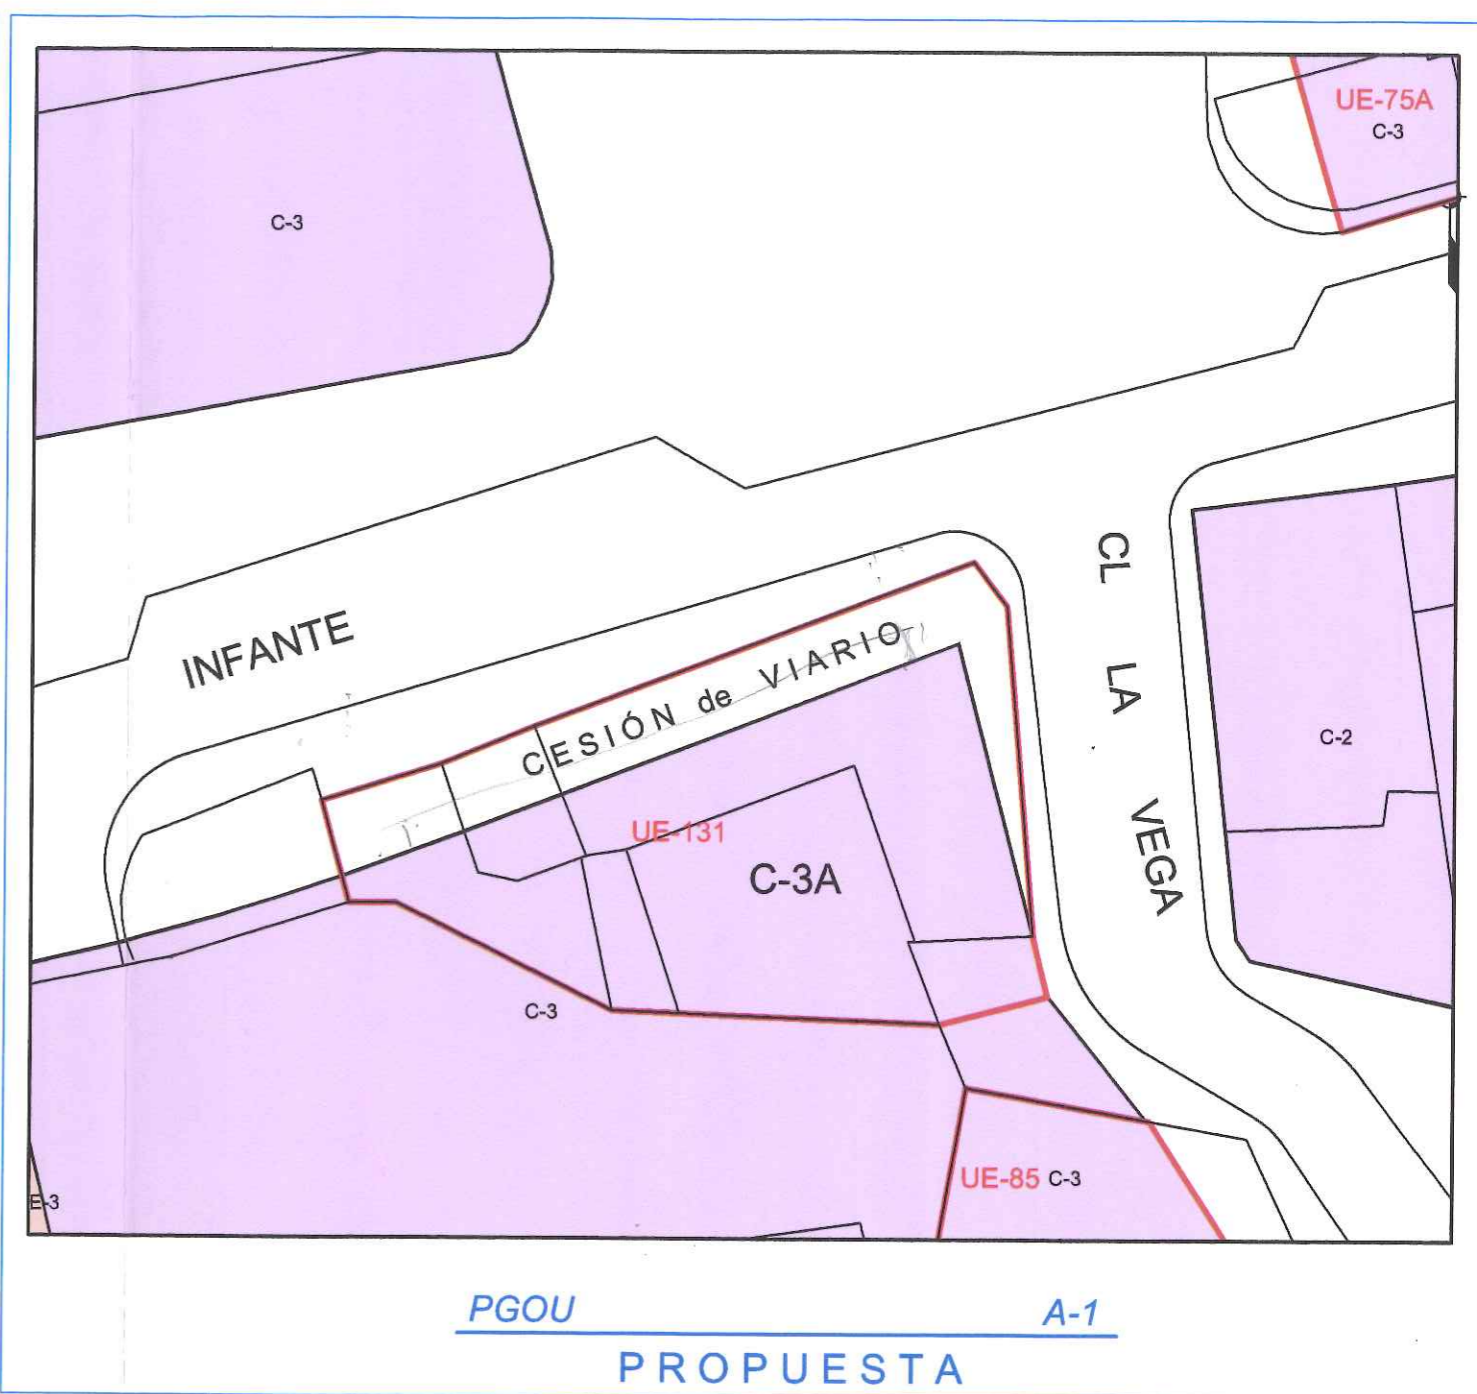 UE-75A
C-3
C-3
INFANTE
CL LA VEGA
CESIÓN de VIARIO
C-2
UE-131
C-3A
C-3
UE-85 C-3
E-3
PGOU A-1
PROPUESTA